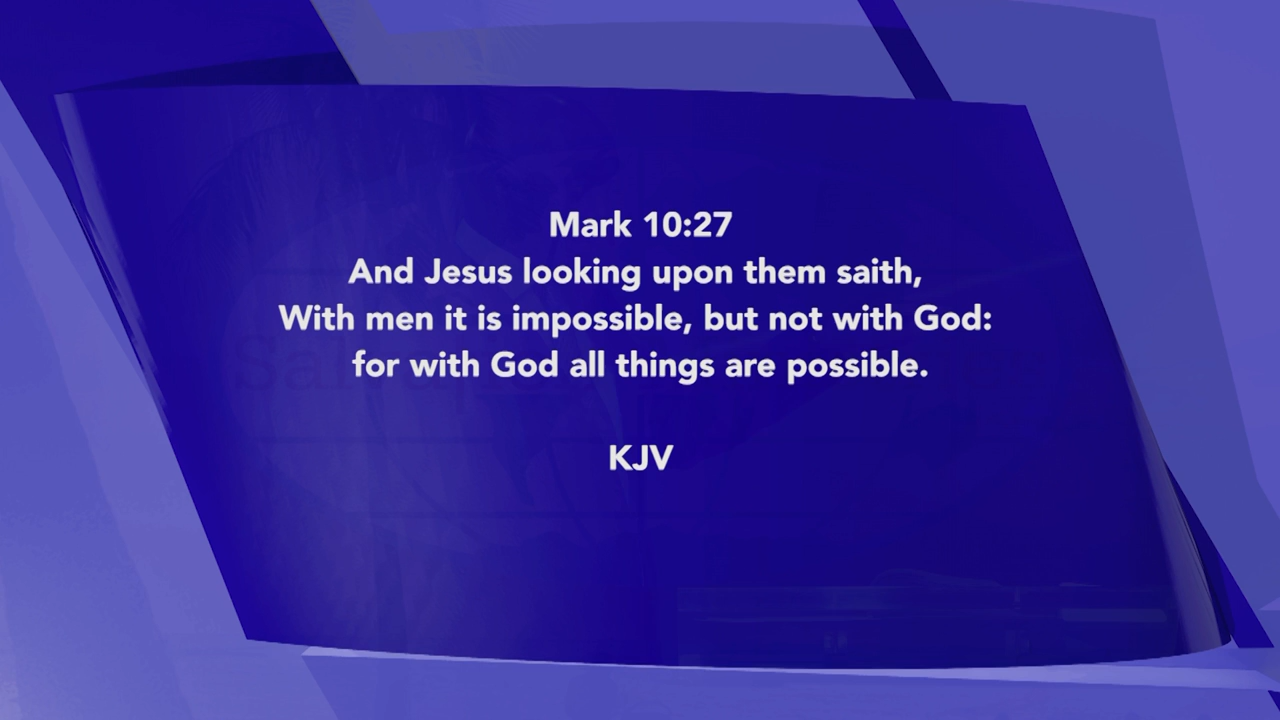 Mark 10:27
And Jesus looking upon them saith,
With men it is impossible, but not with God:
for with God all things are possible.
KJV